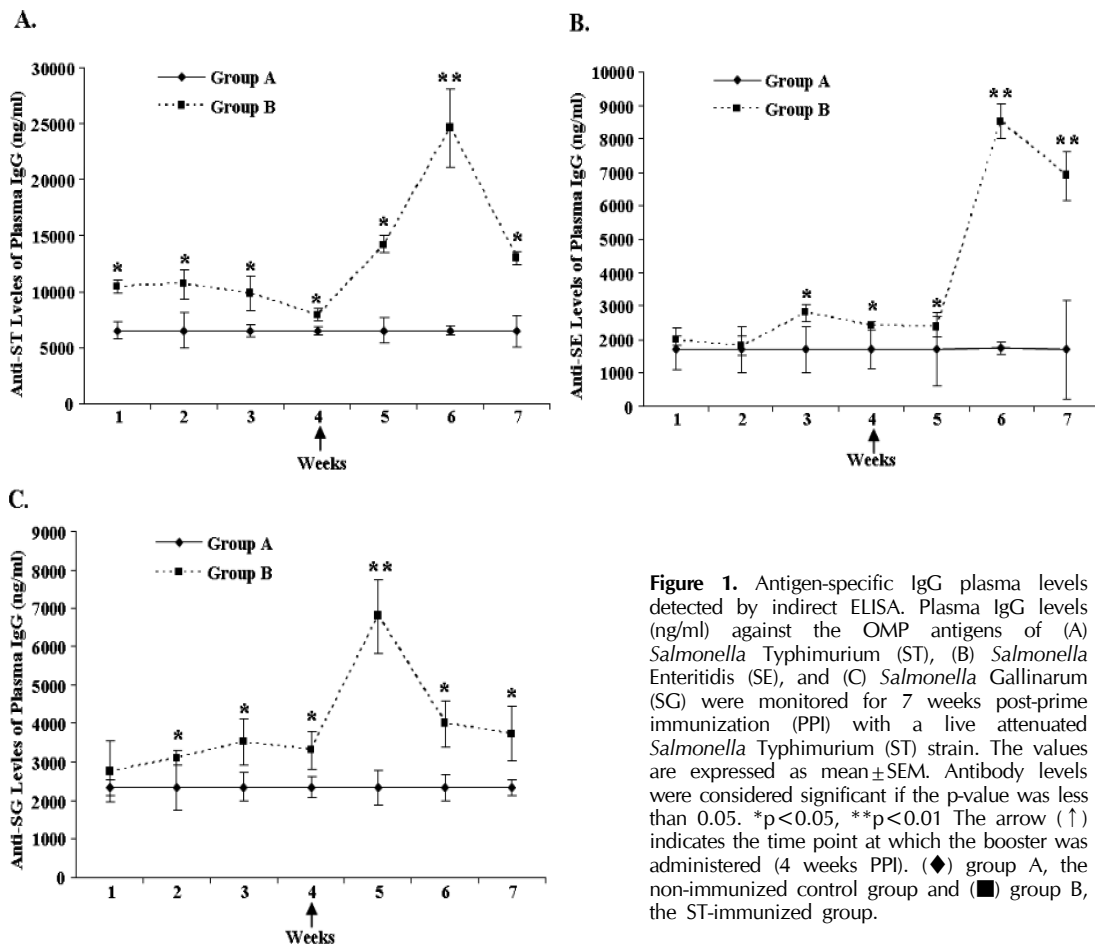 A.
Anti-ST Lveles of Plasma IgG (ng/ml)
30000
25000
20000
15000
10000
5000
0
Group A
Group B
*
*
*
*
*
**
*
1 2 3 4 5 6 7
Weeks
B.
Anti-SE Levels of Plasma IgG (ng/ml)
10000
9000
8000
7000
6000
5000
4000
3000
2000
1000
0
Group A
Group B
*
*
*
**
**
1 2 3 4 5 6 7
Weeks
C.
Anti-SG Levles of Plasma IgG (ng/ml)
9000
8000
7000
6000
5000
4000
3000
2000
1000
0
Group A
Group B
*
*
*
**
*
*
1 2 3 4 5 6 7
Weeks
Figure 1. Antigen-specific IgG plasma levels
detected by indirect ELISA. Plasma IgG levels
(ng/ml) against the OMP antigens of (A)
Salmonella Typhimurium (ST), (B) Salmonella
Enteritidis (SE), and (C) Salmonella Gallinarum
(SG) were monitored for 7 weeks post-prime
immunization (PPI) with a live attenuated
Salmonella Typhimurium (ST) strain. The values
are expressed as mean±SEM. Antibody levels
were considered significant if the p-value was less
than 0.05. *p<0.05, **p<0.01 The arrow (↑)
indicates the time point at which the booster was
administered (4 weeks PPI). (◆) group A, the
non-immunized control group and (■) group B,
the ST-immunized group.